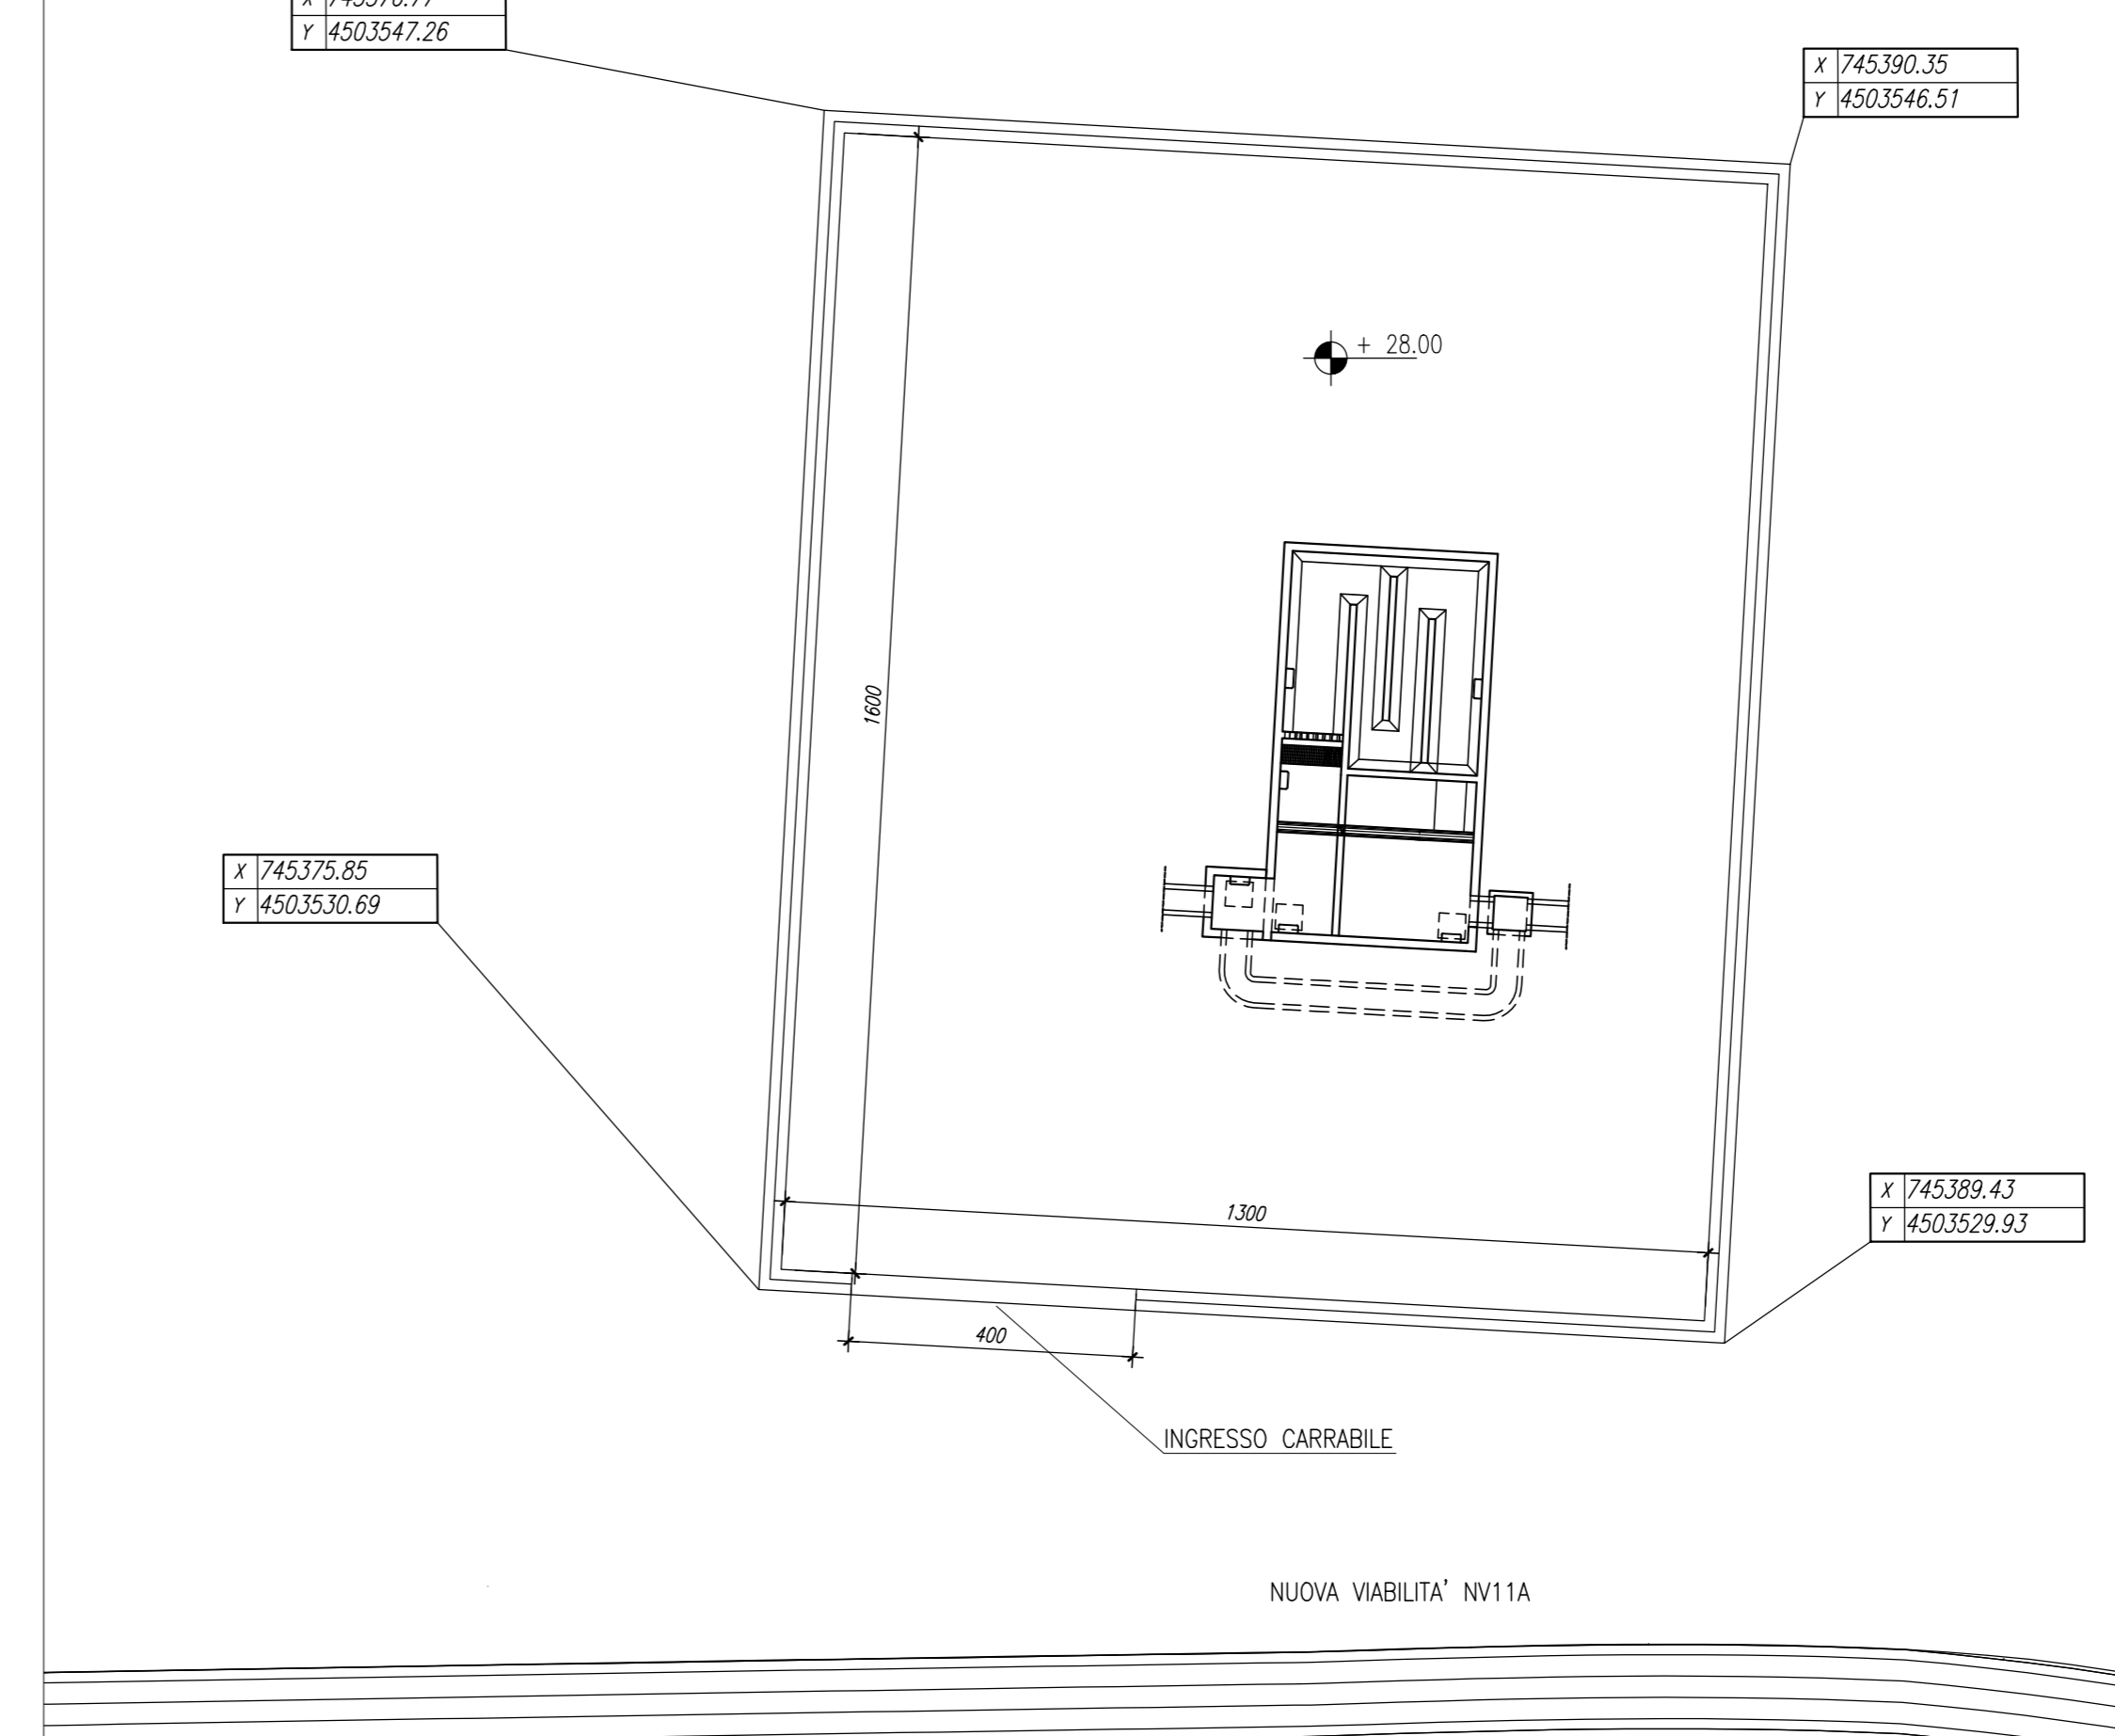 Y 4503547.26
X 745390.35
Y 4503546.51
+ 28.00
1600
X 745375.85
Y 4503530.69
X 745389.43
Y 4503529.93
1300
400
INGRESSO CARRABILE
NUOVA VIABILITA' NV11A